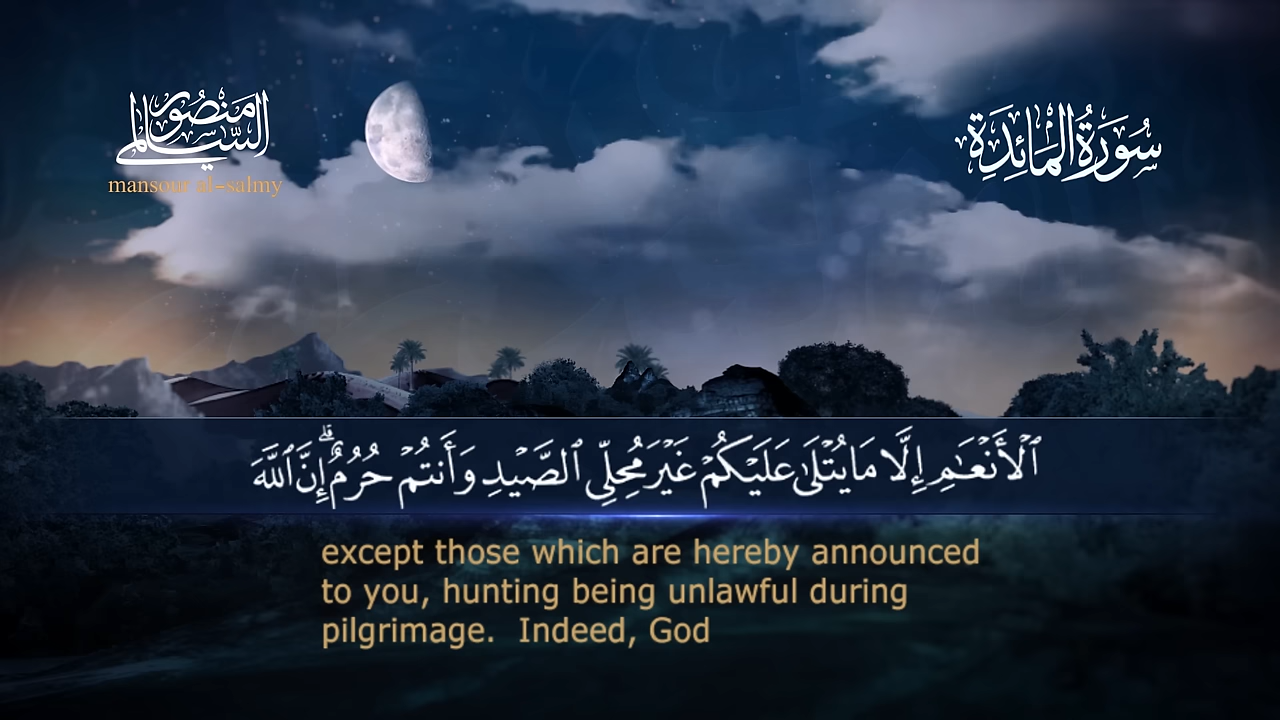 منصور
السالمي
mansour al-salmy
سُورَةُ الْمَائِدَةِ
ٱلْأَنْعَـٰمِ إِلَّا مَا يُتْلَىٰ عَلَيْكُمْ غَيْرَ مُحِلِّي ٱلصَّيْدِ وَأَنتُمْ حُرُمٌ ۗ إِنَّ ٱللَّهَ
except those which are hereby announced
to you, hunting being unlawful during
pilgrimage. Indeed, God